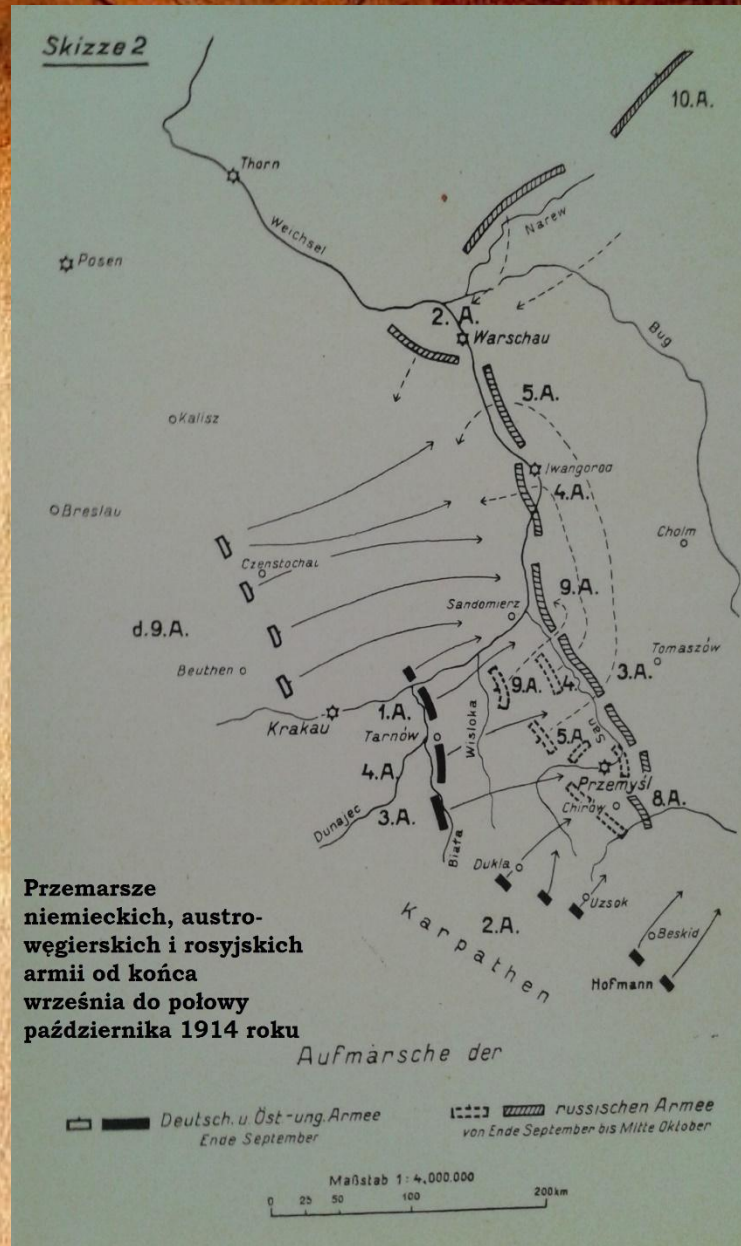 Skizze 2
10.A.
Thorn
Weichsel
Narew
Posen
2. A.
Warschau
Bug
5.A.
Kalisz
Iwangorod
4.A.
Breslau
Cholm
Czenstochau
9.A.
Sandomierz
d.9.A.
Tomaszów
3.A.
Beuthen
9.A.
4.
1.A.
Wisloka
San
Krakau
Tarnów
5.A.
4.A.
Przemyśl
8.A.
3.A.
Chirów
Dunajec
Biała
Dukla
Uzsok
2.A.
Beskid
Karpathen
Hofmann
Przemarsze
niemieckich, austro-
węgierskich i rosyjskich
armii od końca
września do połowy
października 1914 roku
Aufmärsche der
Deutsch. u. Öst-ung. Armee
Ende September
russischen Armee
von Ende September bis Mitte Oktober
Maßstab 1:4.000.000
0 25 50 100 200km